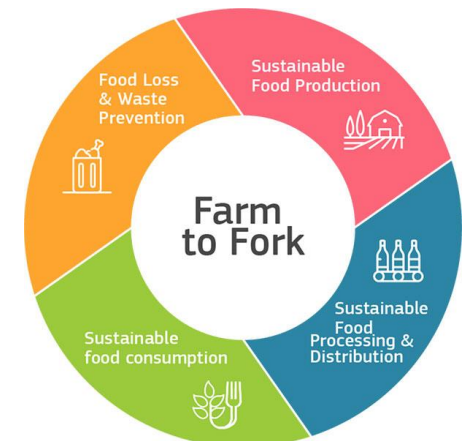 Farm
to Fork
Sustainable
Food Production
Sustainable
Food
Processing &
Distribution
Sustainable
food consumption
Food Loss
& Waste
Prevention